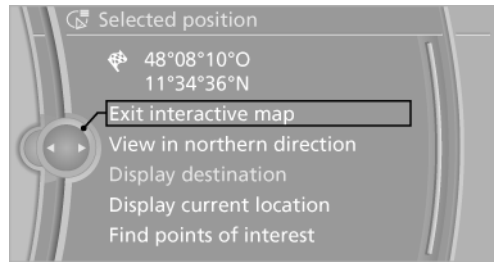 Selected position
48°08'10"O
11°34'36"N
Exit interactive map
View in northern direction
Display destination
Display current location
Find points of interest